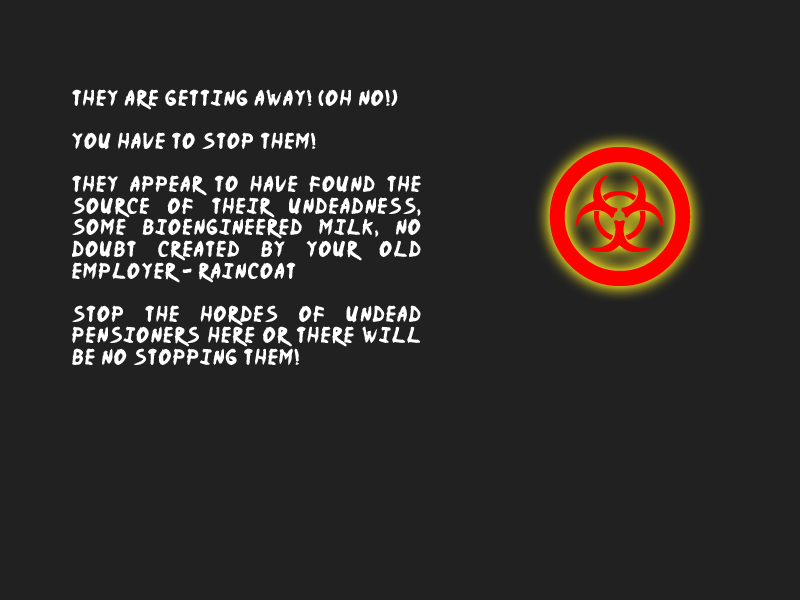 THEY ARE GETTING AWAY! (OH NO!)
YOU HAVE TO STOP THEM!
THEY APPEAR TO HAVE FOUND THE
SOURCE OF THEIR UNDEADNESS,
SOME BIOENGINEERED MILK, NO
DOUBT CREATED BY YOUR OLD
EMPLOYER - RAINCOAT
STOP THE HORDES OF UNDEAD
PENSIONERS HERE OR THERE WILL
BE NO STOPPING THEM!